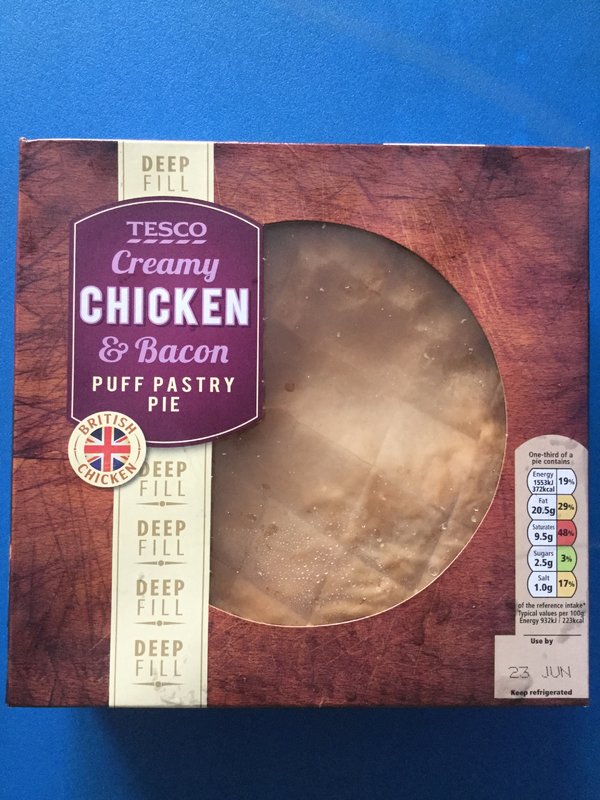 DEEP
FILL
TESCO
Creamy
CHICKEN
& Bacon
PUFF PASTRY
PIE
BRITISH
CHICKEN
DEEP
FILL
DEEP
FILL
DEEP
FILL
DEEP
FILL
One-third of a
pie contains
Energy
1553kJ
372kcal
19%
Fat
20.5g
29%
Saturates
9.5g
48%
Sugars
2.5g
3%
Salt
1.0g
17%
of the reference intake*
Typical values per 100g
Energy 932kJ / 223kcal
Use by
23 JUN
Keep refrigerated